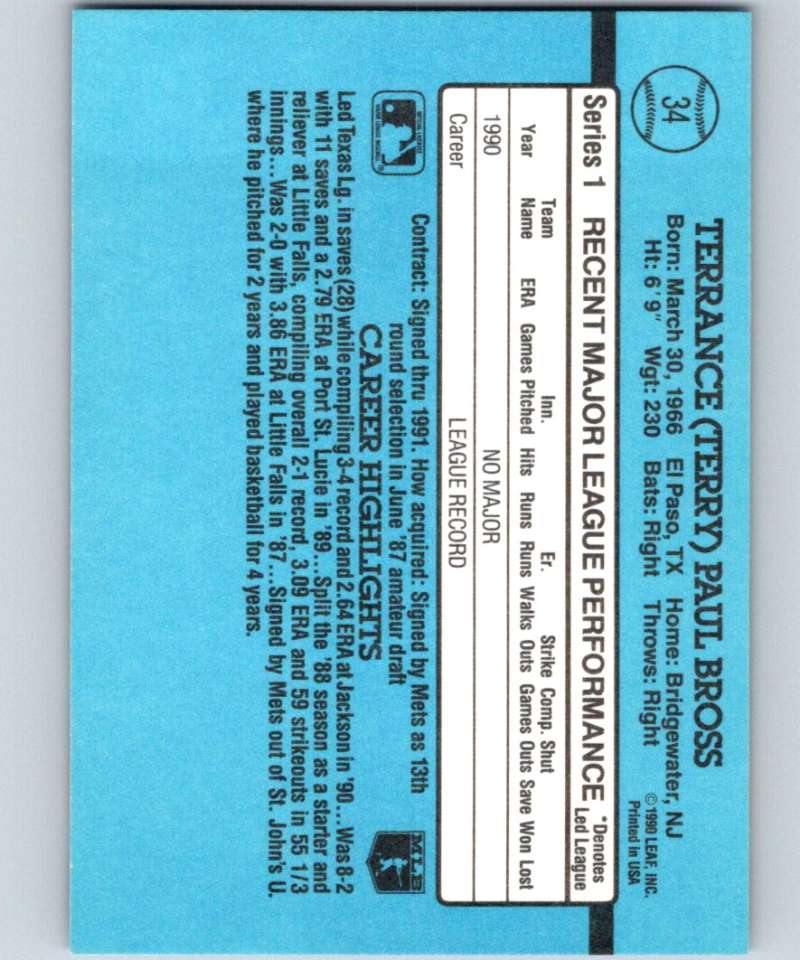 34
TERRANCE (TERRY) PAUL BROSS
Born: March 30, 1966 El Paso, TX Home: Bridgewater, NJ
Ht: 6'9" Wgt: 230 Bats: Right Throws: Right
©1990 LEAF, INC.
Printed in USA
Series 1 RECENT MAJOR LEAGUE PERFORMANCE *Denotes Led League
Team Inn. Er. Strike Comp. Shut
Year Name ERA Games Pitched Hits Runs Runs Walks Outs Games Outs Save Won Lost
1990 NO MAJOR
Career LEAGUE RECORD
Contract: Signed thru 1991. How acquired: Signed by Mets as 13th
round selection in June '87 amateur draft
CAREER HIGHLIGHTS
MLB
Led Texas Lg. in saves (28) while compiling 3-4 record and 2.64 ERA at Jackson in '90...Was 8-2
with 11 saves and a 2.79 ERA at Port St. Lucie in '89...Split the '88 season as a starter and
reliever at Little Falls, compiling overall 2-1 record, 3.09 ERA and 59 strikeouts in 55 1/3
innings...Was 2-0 with 3.86 ERA at Little Falls in '87...Signed by Mets out of St. John's U.
where he pitched for 2 years and played basketball for 4 years.